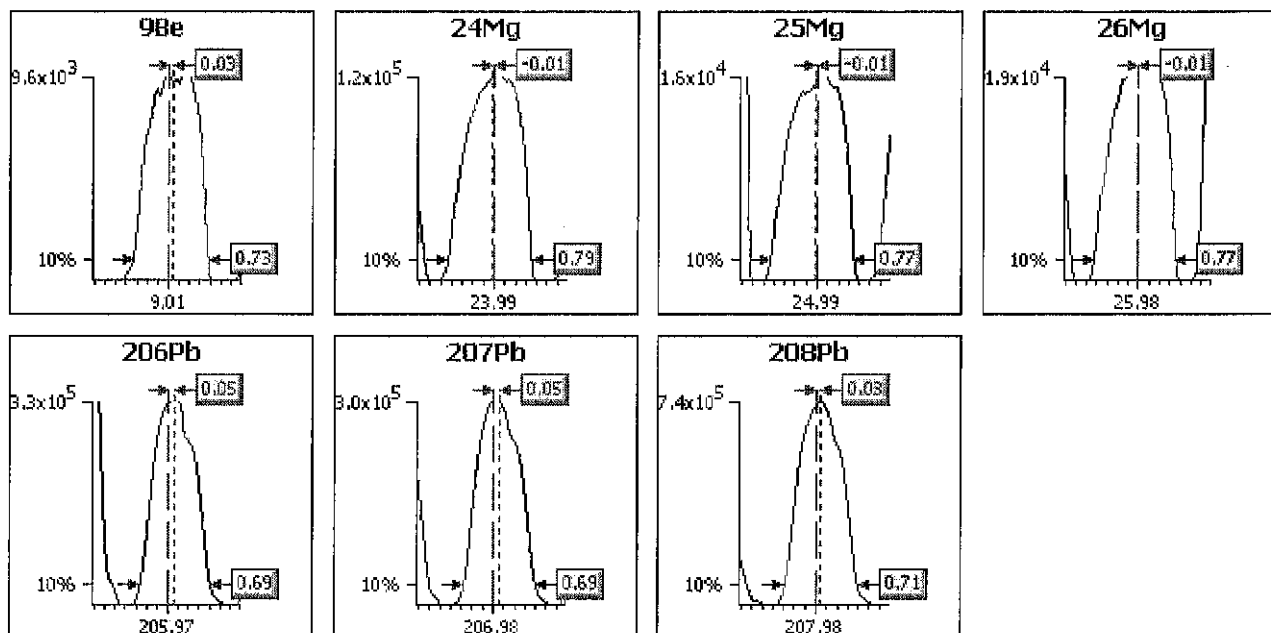 9Be
0.03
9.6x10³
10%
0.73
9.01
24Mg
-0.01
1.2x10⁵
10%
0.79
23.99
25Mg
-0.01
1.6x10⁴
10%
0.77
24.99
26Mg
-0.01
1.9x10⁴
10%
0.77
25.98
206Pb
0.05
3.3x10⁵
10%
0.69
205.97
207Pb
0.05
3.0x10⁵
10%
0.69
206.98
208Pb
0.03
7.4x10⁵
10%
0.71
207.98